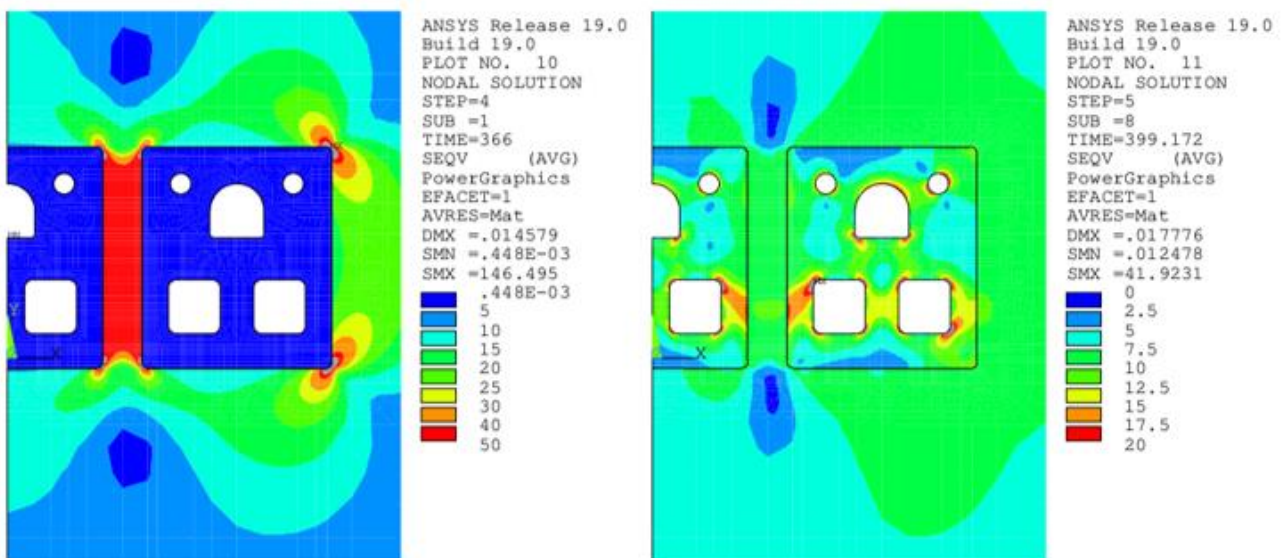 ANSYS Release 19.0
Build 19.0
PLOT NO. 10
NODAL SOLUTION
STEP=4
SUB =1
TIME=366
SEQV (AVG)
PowerGraphics
EFACET=1
AVRES=Mat
DMX =.014579
SMN =.448E-03
SMX =146.495
.448E-03
5
10
15
20
25
30
40
50
Y
X
ANSYS Release 19.0
Build 19.0
PLOT NO. 11
NODAL SOLUTION
STEP=5
SUB =8
TIME=399.172
SEQV (AVG)
PowerGraphics
EFACET=1
AVRES=Mat
DMX =.017776
SMN =.012478
SMX =41.9231
0
2.5
5
7.5
10
12.5
15
17.5
20
X